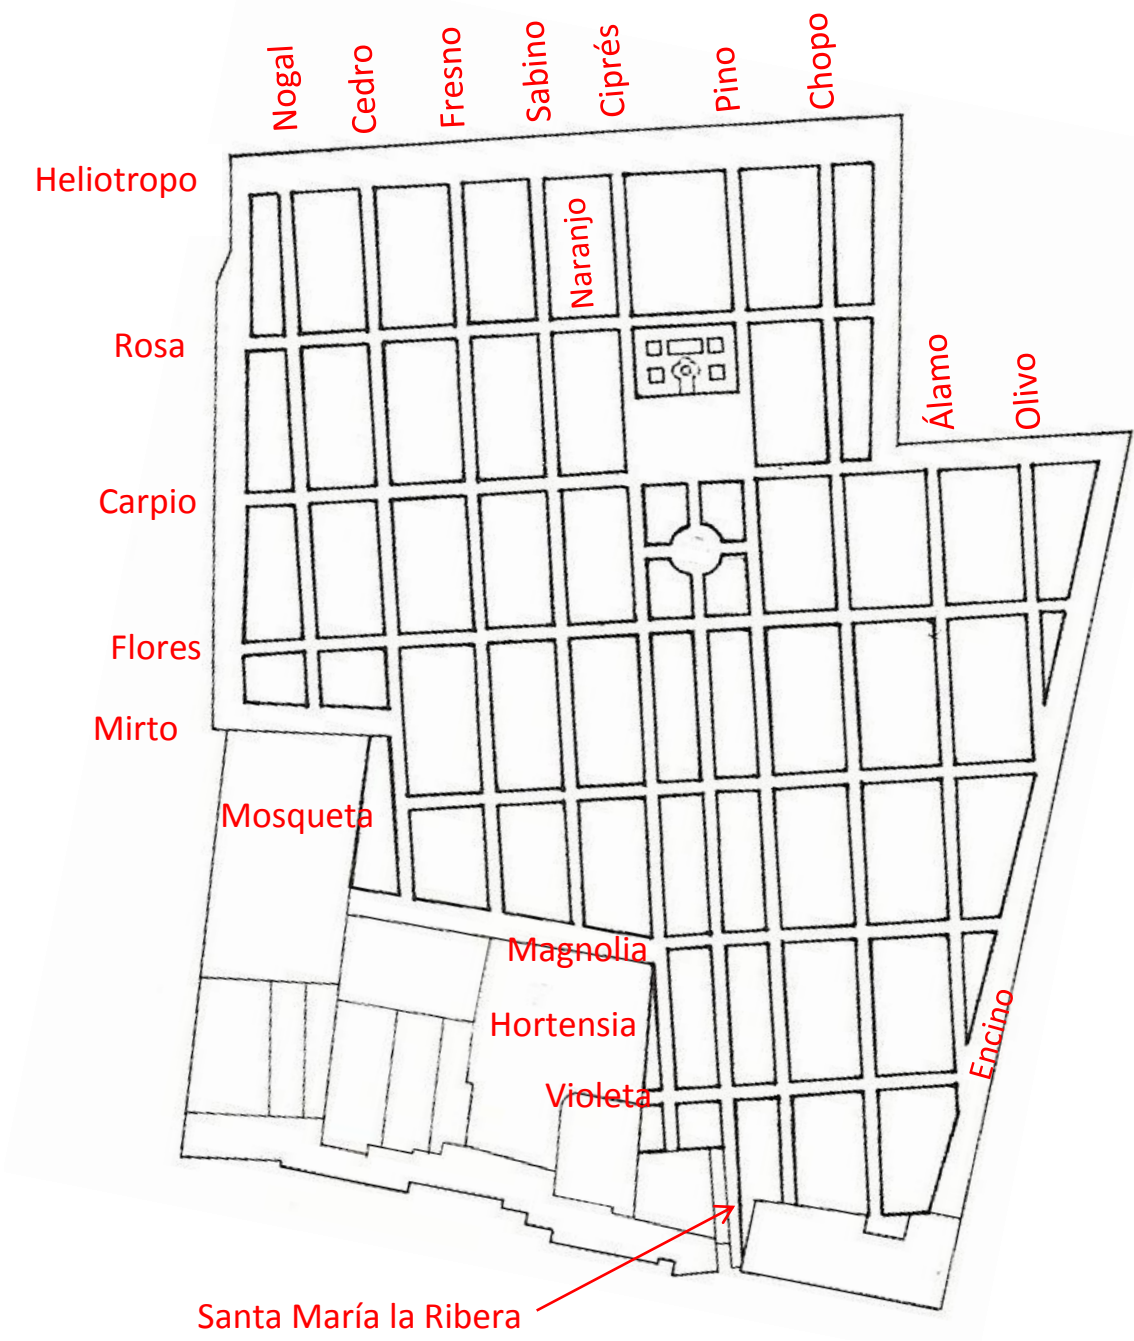 Nogal
Cedro
Fresno
Sabino
Ciprés
Pino
Chopo
Heliotropo
Naranjo
Rosa
Álamo
Olivo
Carpio
Flores
Mirto
Mosqueta
Magnolia
Hortensia
Encino
Violeta
Santa María la Ribera